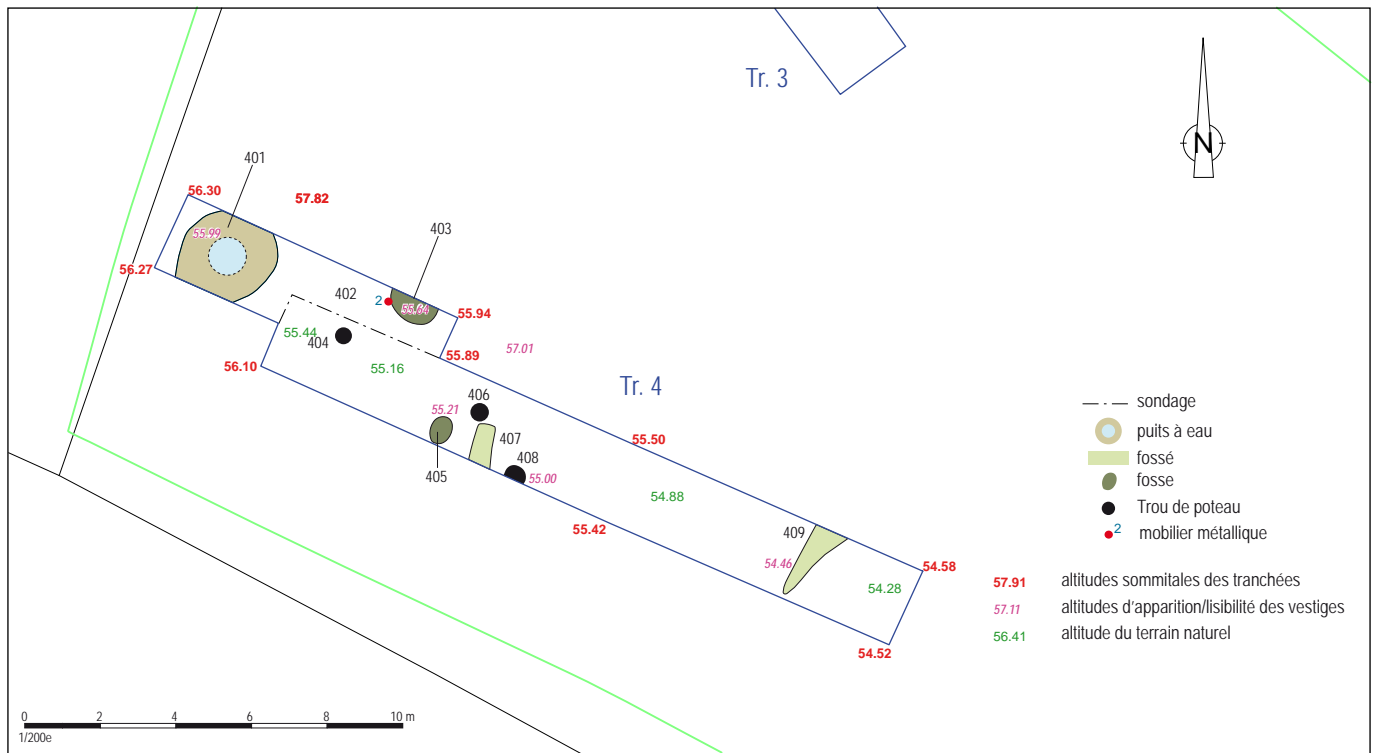 Tr. 3
N
401
56.30
57.82
55.99
403
56.27
402
2
55.64
55.94
55.44
404
55.89
57.01
56.10
55.16
Tr. 4
406
55.21
407
55.50
408
405
55.00
54.88
55.42
409
54.46
54.58
54.28
54.52
sondage
puits à eau
fossé
fosse
Trou de poteau
2 mobilier métallique
57.91 altitudes sommitales des tranchées
57.11 altitudes d'apparition/lisibilité des vestiges
56.41 altitude du terrain naturel
0 2 4 6 8 10 m
1/200e